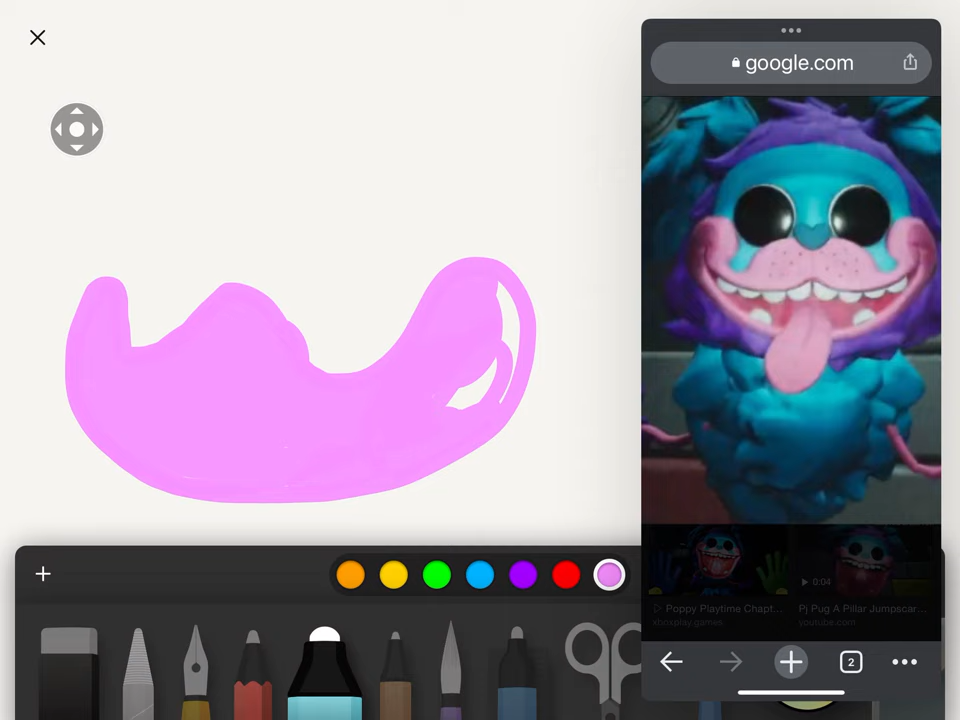 google.com
0:04
Poppy Playtime Chapt...
Pj Pug A Pillar Jumpscar...
xboxplay.games
youtube.com
2